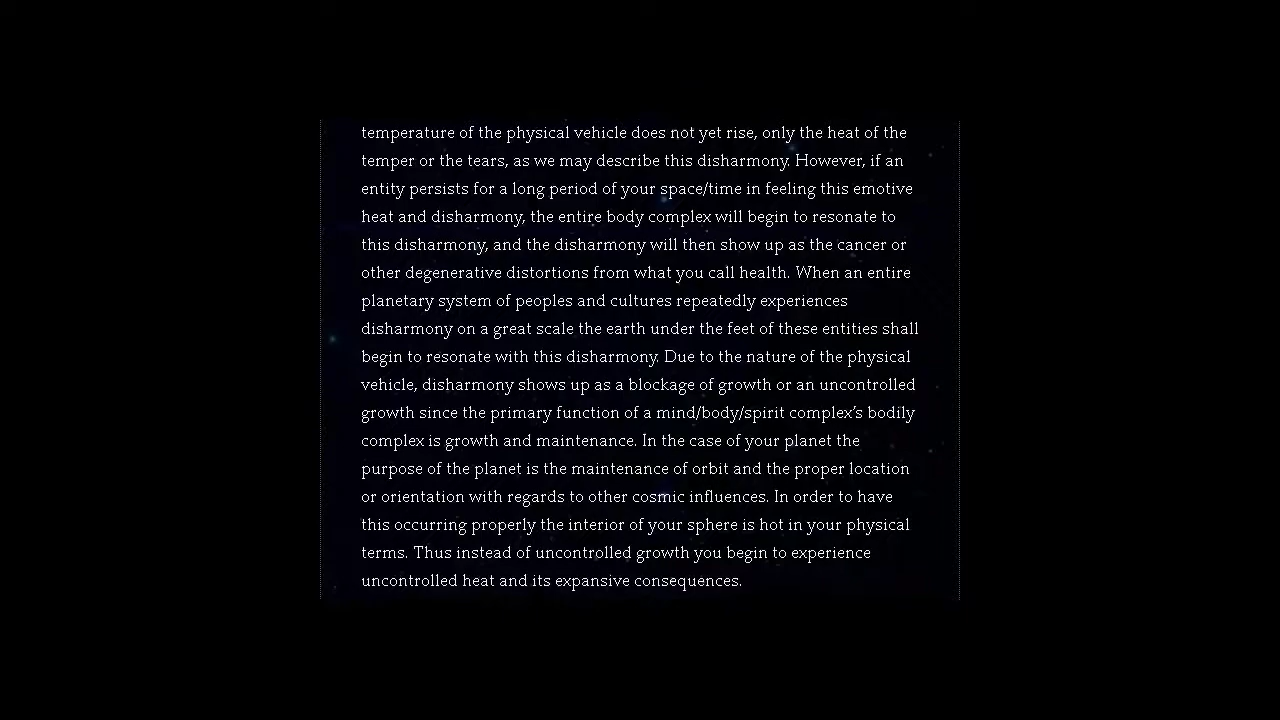 temperature of the physical vehicle does not yet rise, only the heat of the
temper or the tears, as we may describe this disharmony. However, if an
entity persists for a long period of your space/time in feeling this emotive
heat and disharmony, the entire body complex will begin to resonate to
this disharmony, and the disharmony will then show up as the cancer or
other degenerative distortions from what you call health. When an entire
planetary system of peoples and cultures repeatedly experiences
disharmony on a great scale the earth under the feet of these entities shall
begin to resonate with this disharmony. Due to the nature of the physical
vehicle, disharmony shows up as a blockage of growth or an uncontrolled
growth since the primary function of a mind/body/spirit complex's bodily
complex is growth and maintenance. In the case of your planet the
purpose of the planet is the maintenance of orbit and the proper location
or orientation with regards to other cosmic influences. In order to have
this occurring properly the interior of your sphere is hot in your physical
terms. Thus instead of uncontrolled growth you begin to experience
uncontrolled heat and its expansive consequences.